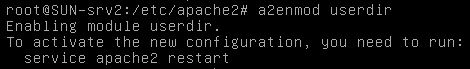 root@SUN-srv2:/etc/apache2# a2enmod userdir
Enabling module userdir.
To activate the new configuration, you need to run:
  service apache2 restart